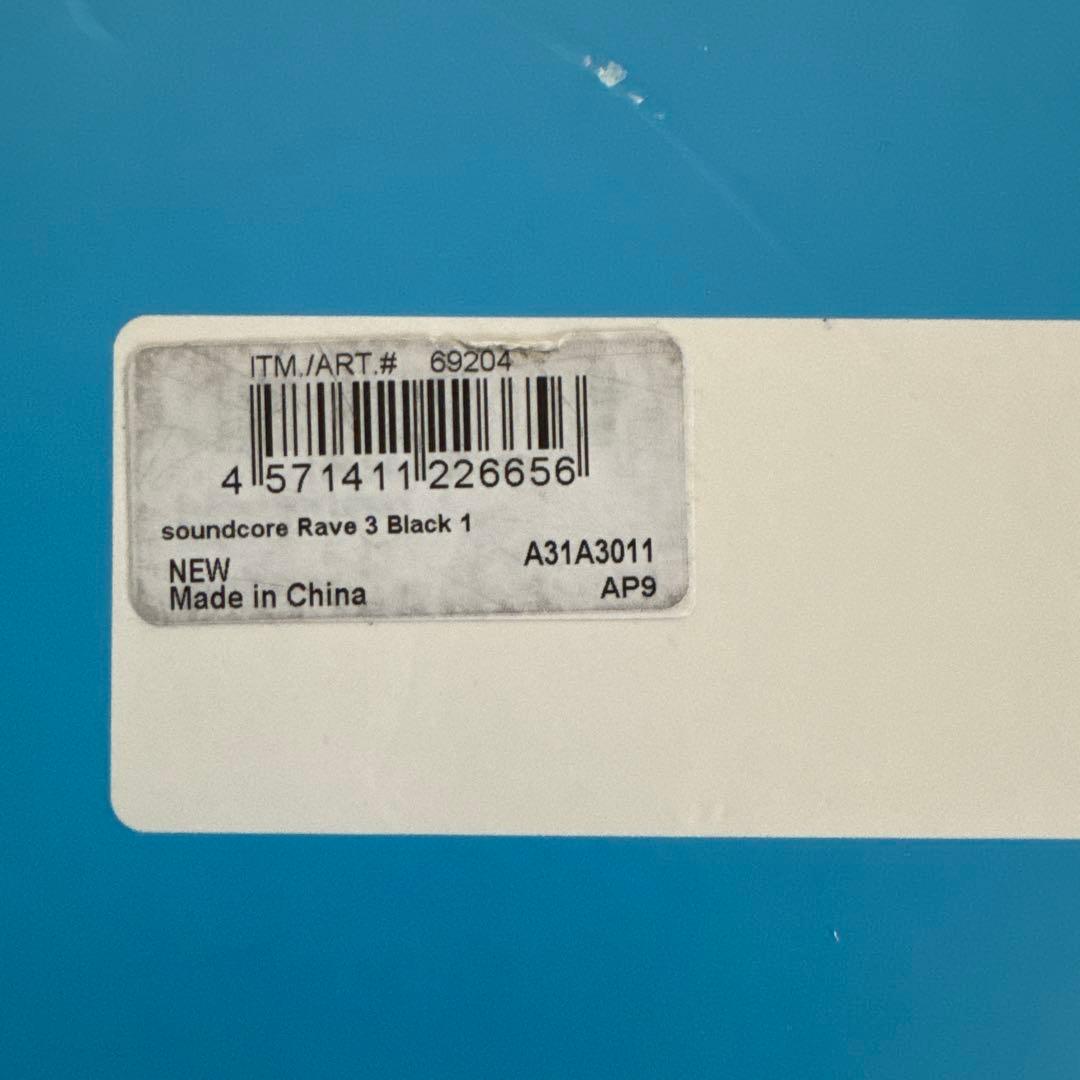 ITM./ART.# 69204
4 571411 226656
soundcore Rave 3 Black 1
A31A3011
NEW
AP9
Made in China